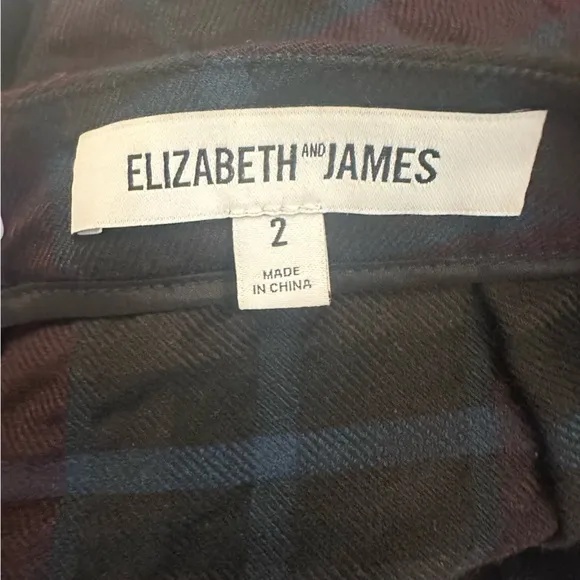 ELIZABETH AND JAMES
2
MADE
IN CHINA